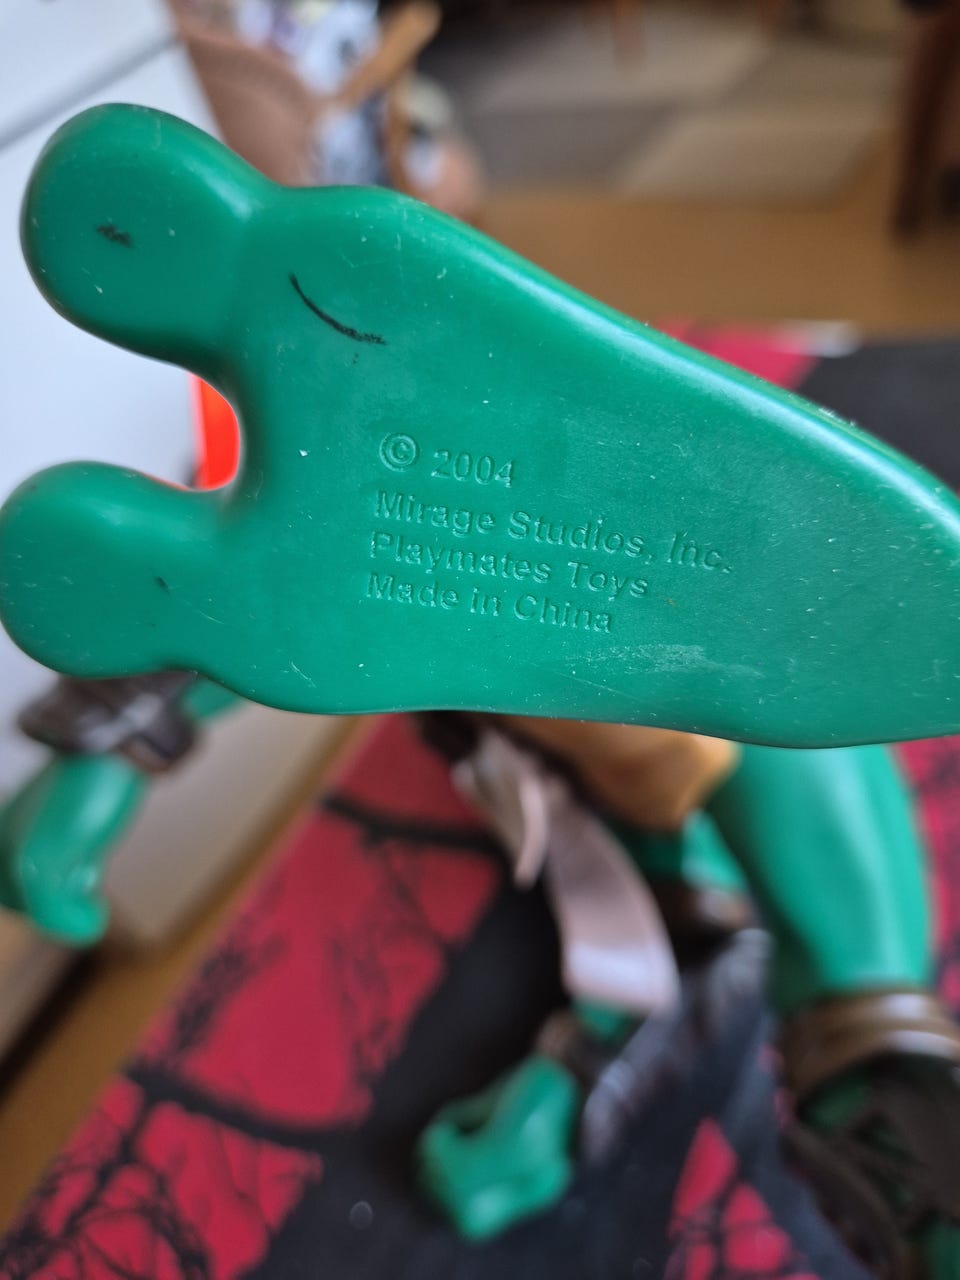 © 2004
Mirage Studios, Inc.
Playmates Toys
Made in China